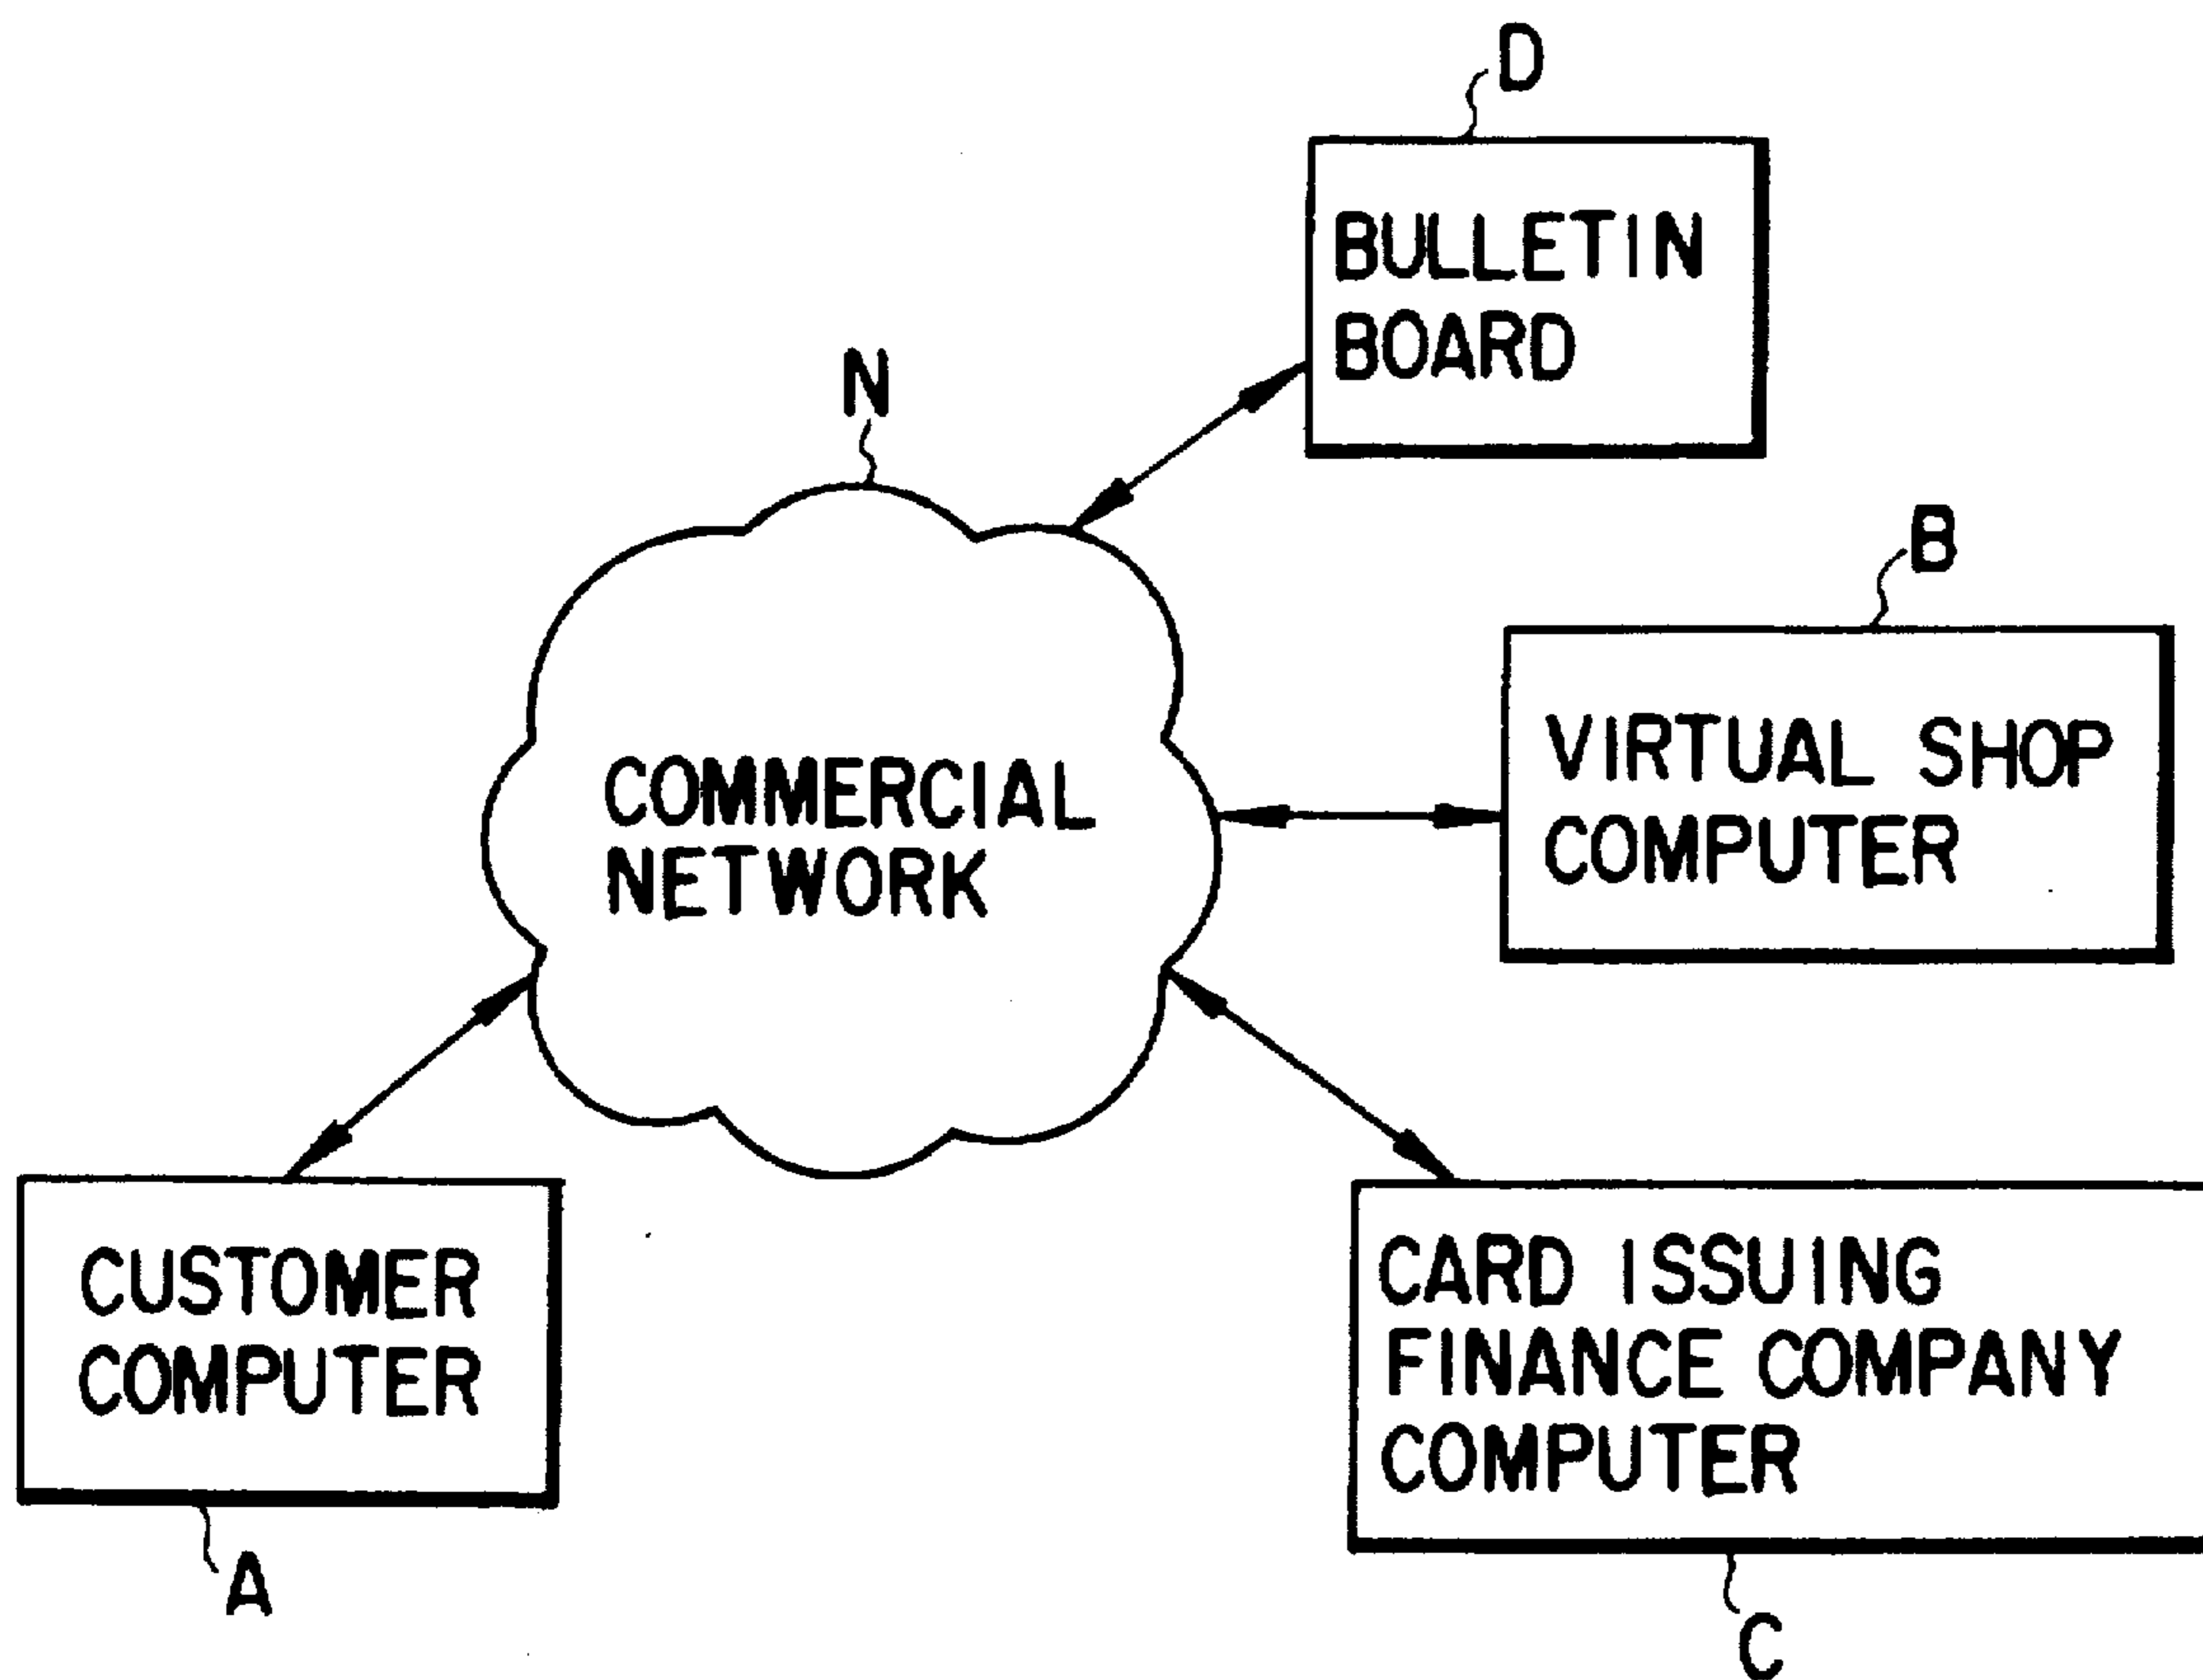 D
BULLETIN
BOARD
N
B
VIRTUAL SHOP
COMPUTER
COMMERCIAL
NETWORK
CUSTOMER
COMPUTER
A
CARD ISSUING
FINANCE COMPANY
COMPUTER
C